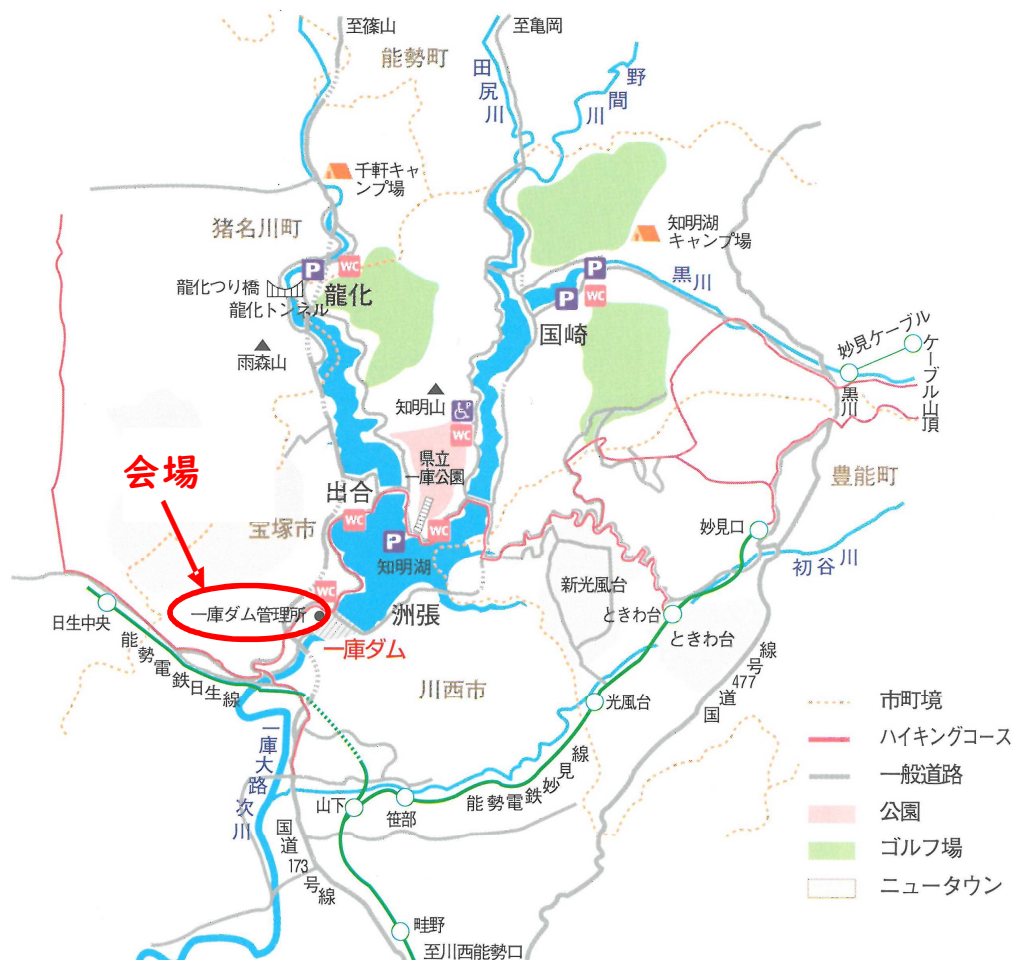 至篠山
至亀岡
能勢町
田尻川
野間川
千軒キャ
ンプ場
猪名川町
知明湖
キャンプ場
P
WC
P
黒川
龍化つり橋
龍化
P
WC
龍化トンネル
国崎
妙見ケーブル
雨森山
ケーブル山頂
黒川
知明山
P
WC
県立
一庫公園
会場
出合
豊能町
WC
宝塚市
P
WC
妙見口
知明湖
初谷川
新光風台
WC
日生中央
一庫ダム管理所
洲張
ときわ台
ときわ台
一庫ダム
能勢電鉄日生線
川西市
国道477号線
光風台
市町境
ハイキングコース
一庫大路次川
一般道路
能勢電鉄妙見線
山下
笹部
公園
国道173号線
ゴルフ場
ニュータウン
畦野
至川西能勢口